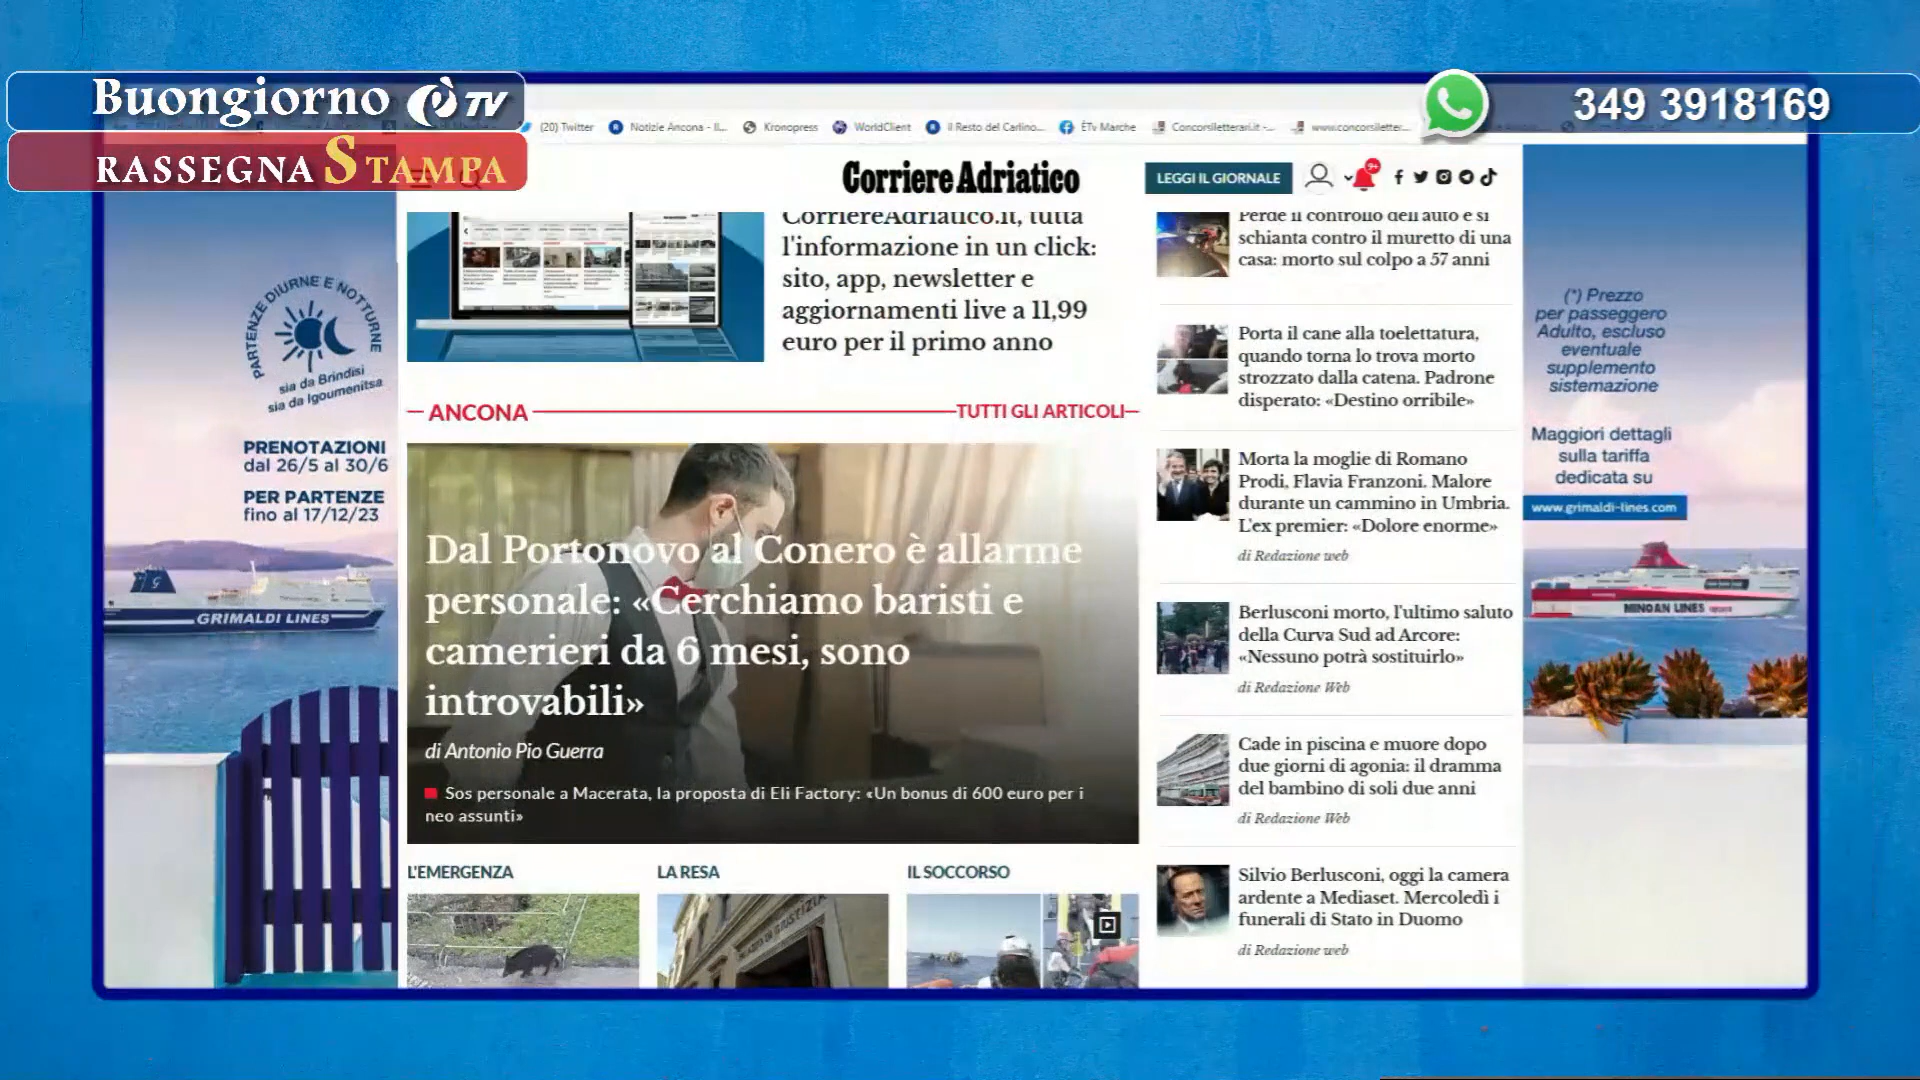 Buongiorno èTV
RASSEGNA STAMPA
349 3918169
(20) Twitter
Notizie Ancona - Il...
Kronopress
WorldClient
il Resto del Carlino...
ÈTv Marche
Concorsiletterari.it -...
www.concorsiletter...
Corriere Adriatico
LEGGI IL GIORNALE
9+
CorriereAdriatico.it, tutta
l'informazione in un click:
sito, app, newsletter e
aggiornamenti live a 11,99
euro per il primo anno
PARTENZE DIURNE E NOTTURNE
sia da Brindisi
sia da Igoumenitsa
PRENOTAZIONI
dal 26/5 al 30/6
PER PARTENZE
fino al 17/12/23
GRIMALDI LINES
ANCONA
TUTTI GLI ARTICOLI
Dal Portonovo al Conero è allarme
personale: «Cerchiamo baristi e
camerieri da 6 mesi, sono
introvabili»
di Antonio Pio Guerra
Sos personale a Macerata, la proposta di Eli Factory: «Un bonus di 600 euro per i
neo assunti»
L'EMERGENZA
LA RESA
IL SOCCORSO
Perde il controllo dell'auto e si
schianta contro il muretto di una
casa: morto sul colpo a 57 anni
Porta il cane alla toelettatura,
quando torna lo trova morto
strozzato dalla catena. Padrone
disperato: «Destino orribile»
Morta la moglie di Romano
Prodi, Flavia Franzoni. Malore
durante un cammino in Umbria.
L'ex premier: «Dolore enorme»
di Redazione web
Berlusconi morto, l'ultimo saluto
della Curva Sud ad Arcore:
«Nessuno potrà sostituirlo»
di Redazione Web
Cade in piscina e muore dopo
due giorni di agonia: il dramma
del bambino di soli due anni
di Redazione Web
Silvio Berlusconi, oggi la camera
ardente a Mediaset. Mercoledì i
funerali di Stato in Duomo
di Redazione web
(*) Prezzo
per passeggero
Adulto, escluso
eventuale
supplemento
sistemazione
Maggiori dettagli
sulla tariffa
dedicata su
www.grimaldi-lines.com
MINOAN LINES